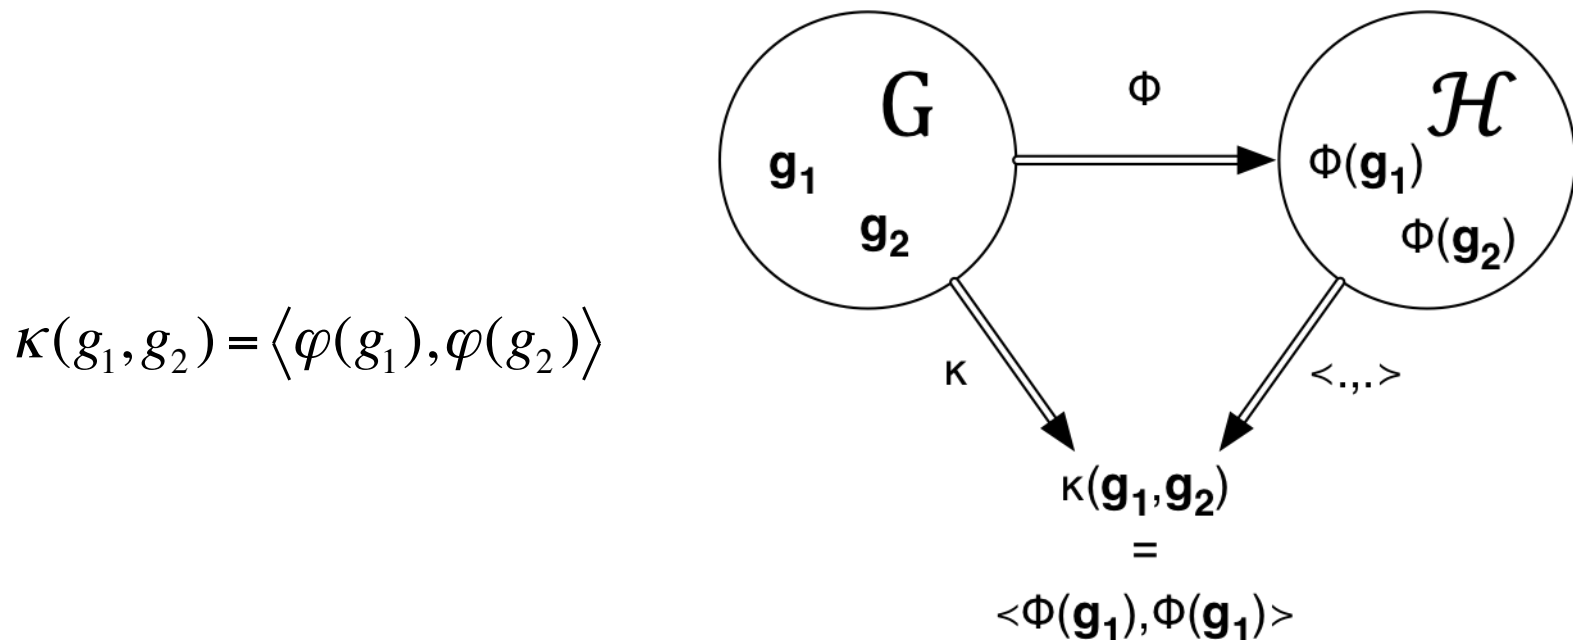 κ(g₁,g₂)=⟨φ(g₁),φ(g₂)⟩
G
g₁
g₂
Φ
ℋ
Φ(g₁)
Φ(g₂)
κ
<.,.>
κ(g₁,g₂)
=
<Φ(g₁),Φ(g₁)>